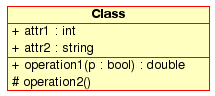 Class
+ attr1 : int
+ attr2 : string
+ operation1(p : bool) : double
# operation2()